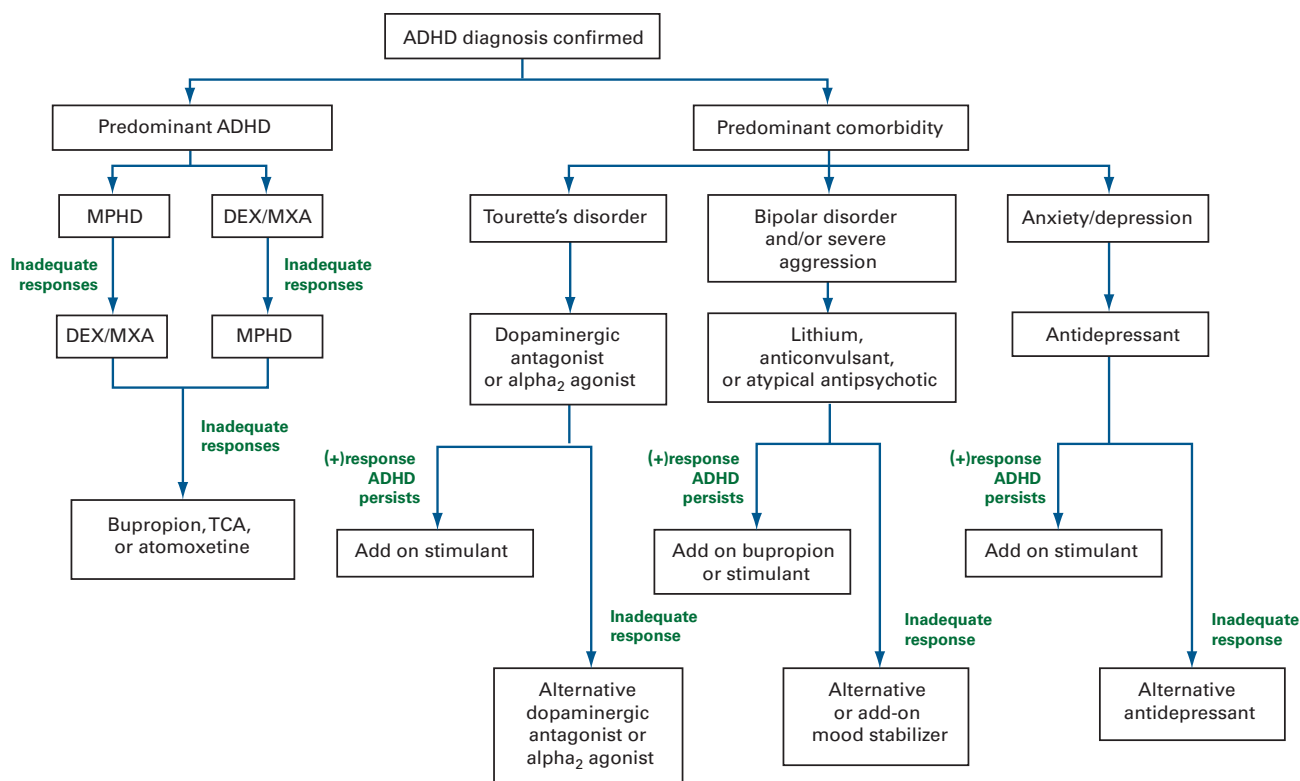 ADHD diagnosis confirmed
Predominant ADHD
Predominant comorbidity
MPHD
DEX/MXA
Tourette's disorder
Bipolar disorder
and/or severe
aggression
Anxiety/depression
Inadequate
responses
Inadequate
responses
DEX/MXA
MPHD
Dopaminergic
antagonist
or alpha₂ agonist
Lithium,
anticonvulsant,
or atypical antipsychotic
Antidepressant
Inadequate
responses
(+)response
ADHD
persists
(+)response
ADHD
persists
(+)response
ADHD
persists
Bupropion, TCA,
or atomoxetine
Add on stimulant
Add on bupropion
or stimulant
Add on stimulant
Inadequate
response
Inadequate
response
Inadequate
response
Alternative
dopaminergic
antagonist or
alpha₂ agonist
Alternative
or add-on
mood stabilizer
Alternative
antidepressant